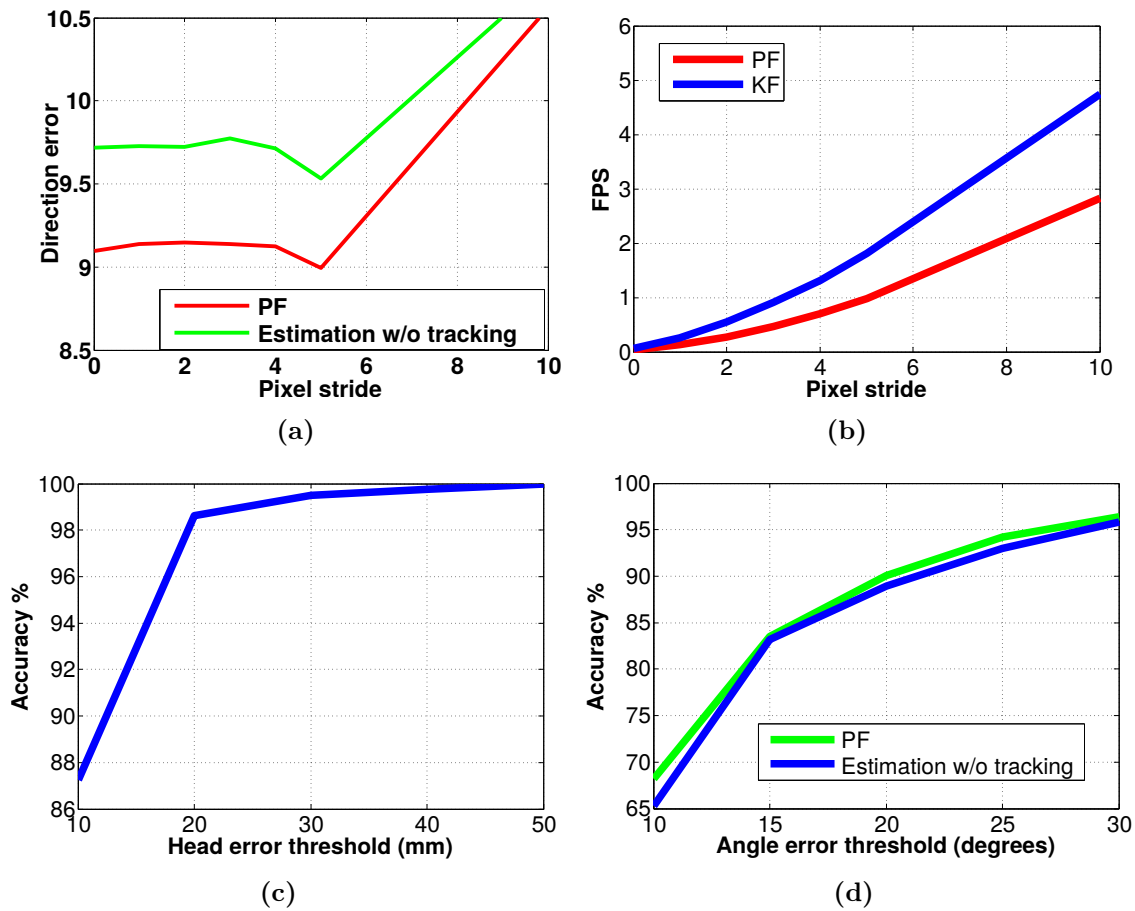 10.5
10
9.5
9
8.5
Direction error
PF
Estimation w/o tracking
0 2 4 6 8 10
Pixel stride
(a)
6
5
4
3
2
1
0
FPS
PF
KF
0 2 4 6 8 10
Pixel stride
(b)
100
98
96
94
92
90
88
86
Accuracy %
10 20 30 40 50
Head error threshold (mm)
(c)
100
95
90
85
80
75
70
65
Accuracy %
PF
Estimation w/o tracking
10 15 20 25 30
Angle error threshold (degrees)
(d)